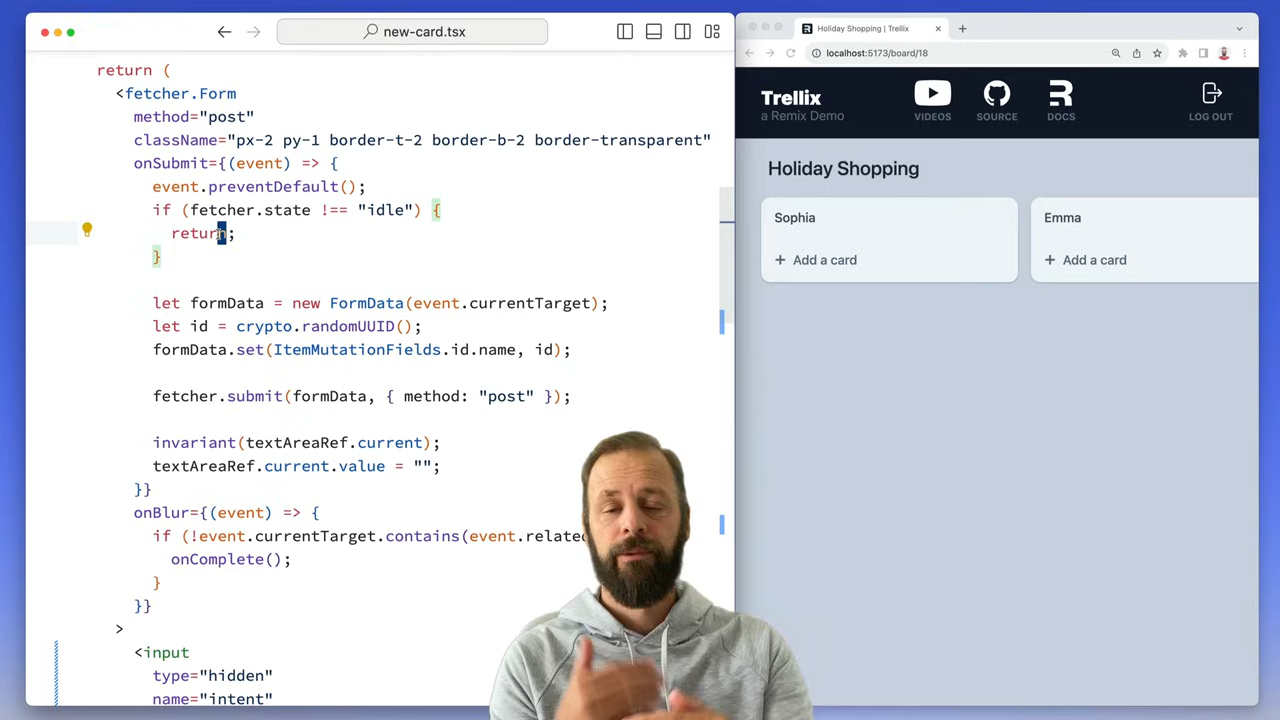 new-card.tsx
return (
<fetcher.Form
method="post"
className="px-2 py-1 border-t-2 border-b-2 border-transparent"
onSubmit={(event) => {
event.preventDefault();
if (fetcher.state !== "idle") {
return;
}
let formData = new FormData(event.currentTarget);
let id = crypto.randomUUID();
formData.set(ItemMutationFields.id.name, id);
fetcher.submit(formData, { method: "post" });
invariant(textAreaRef.current);
textAreaRef.current.value = "";
}}
onBlur={(event) => {
if (!event.currentTarget.contains(event.relate
onComplete();
}
}}
>
<input
type="hidden"
name="intent"
Holiday Shopping | Trellix
localhost:5173/board/18
Trellix
a Remix Demo
VIDEOS
SOURCE
DOCS
LOG OUT
Holiday Shopping
Sophia
+ Add a card
Emma
+ Add a card